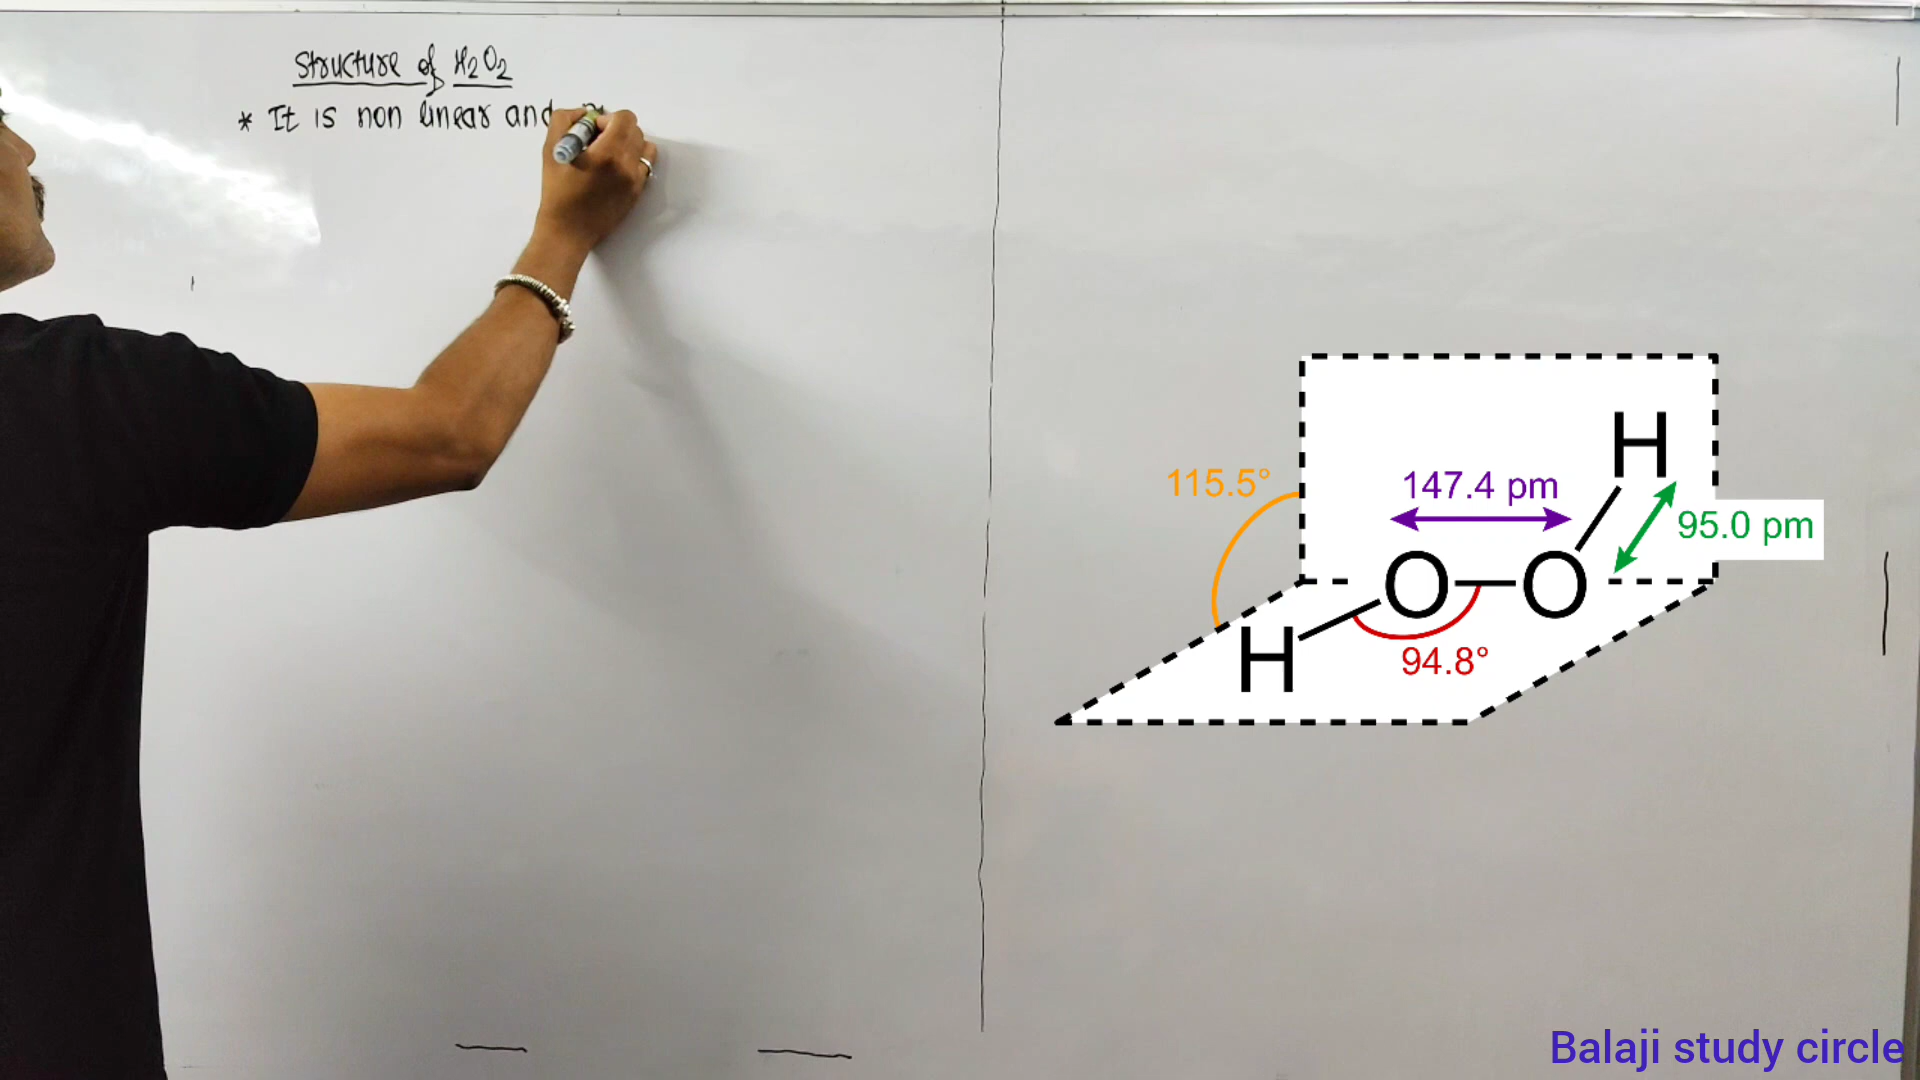 Structure of H2O2
* It is non linear and
115.5°
147.4 pm
H
95.0 pm
O
O
H
94.8°
Balaji study circle